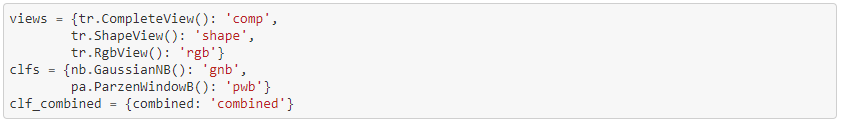 views = {tr.CompleteView(): 'comp',
         tr.ShapeView(): 'shape',
         tr.RgbView(): 'rgb'}
clfs = {nb.GaussianNB(): 'gnb',
        pa.ParzenWindowB(): 'pwb'}
clf_combined = {combined: 'combined'}